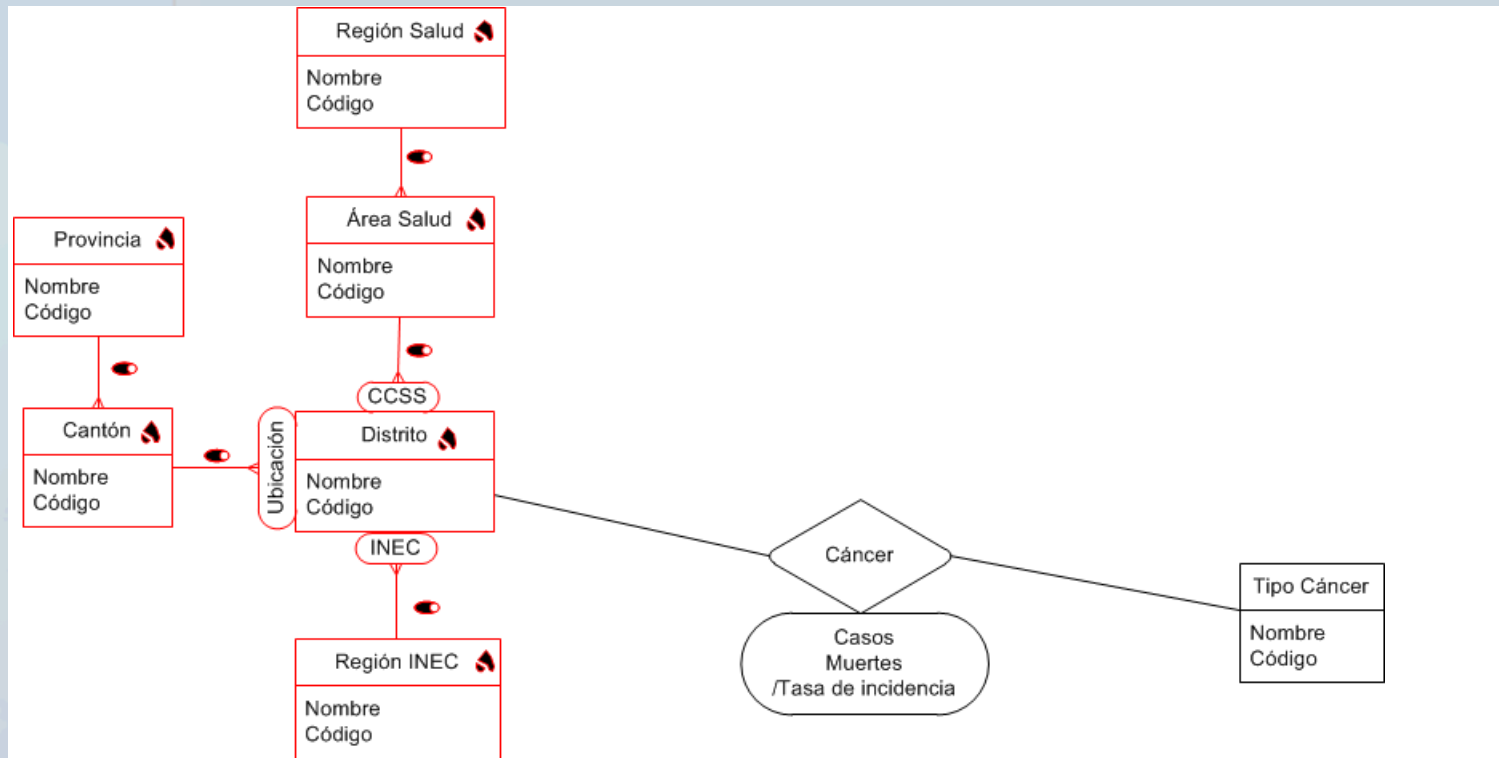 Región Salud
Nombre
Código
Área Salud
Nombre
Código
Provincia
Nombre
Código
Cantón
Nombre
Código
Ubicación
CCSS
Distrito
Nombre
Código
INEC
Región INEC
Nombre
Código
Cáncer
Casos
Muertes
/Tasa de incidencia
Tipo Cáncer
Nombre
Código